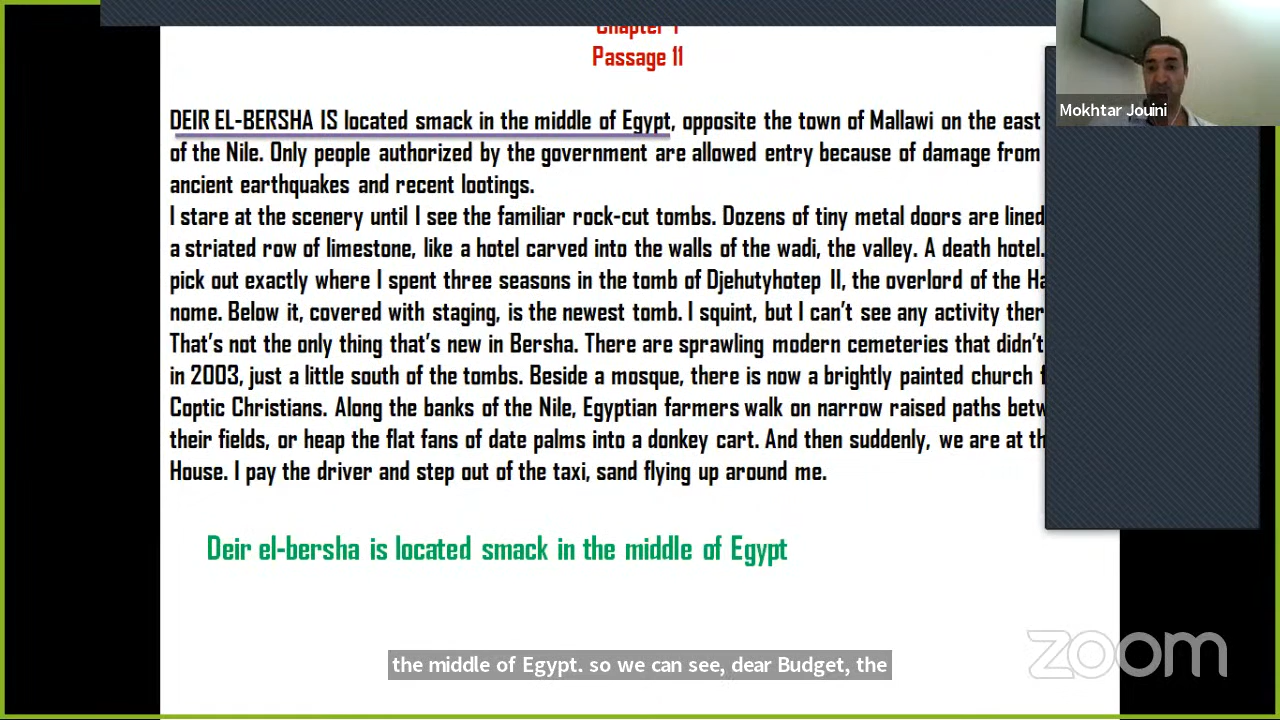 Chapter 1
Passage 11
Mokhtar Jouini
DEIR EL-BERSHA IS located smack in the middle of Egypt, opposite the town of Mallawi on the east
of the Nile. Only people authorized by the government are allowed entry because of damage from
ancient earthquakes and recent lootings.
I stare at the scenery until I see the familiar rock-cut tombs. Dozens of tiny metal doors are lined
a striated row of limestone, like a hotel carved into the walls of the wadi, the valley. A death hotel.
pick out exactly where I spent three seasons in the tomb of Djehutyhotep II, the overlord of the
nome. Below it, covered with staging, is the newest tomb. I squint, but I can't see any activity
That's not the only thing that's new in Bersha. There are sprawling modern cemeteries that didn't
in 2003, just a little south of the tombs. Beside a mosque, there is now a brightly painted church
Coptic Christians. Along the banks of the Nile, Egyptian farmers walk on narrow raised paths
their fields, or heap the flat fans of date palms into a donkey cart. And then suddenly, we are at
House. I pay the driver and step out of the taxi, sand flying up around me.
Deir el-bersha is located smack in the middle of Egypt
the middle of Egypt. so we can see, dear Budget, the
zoom